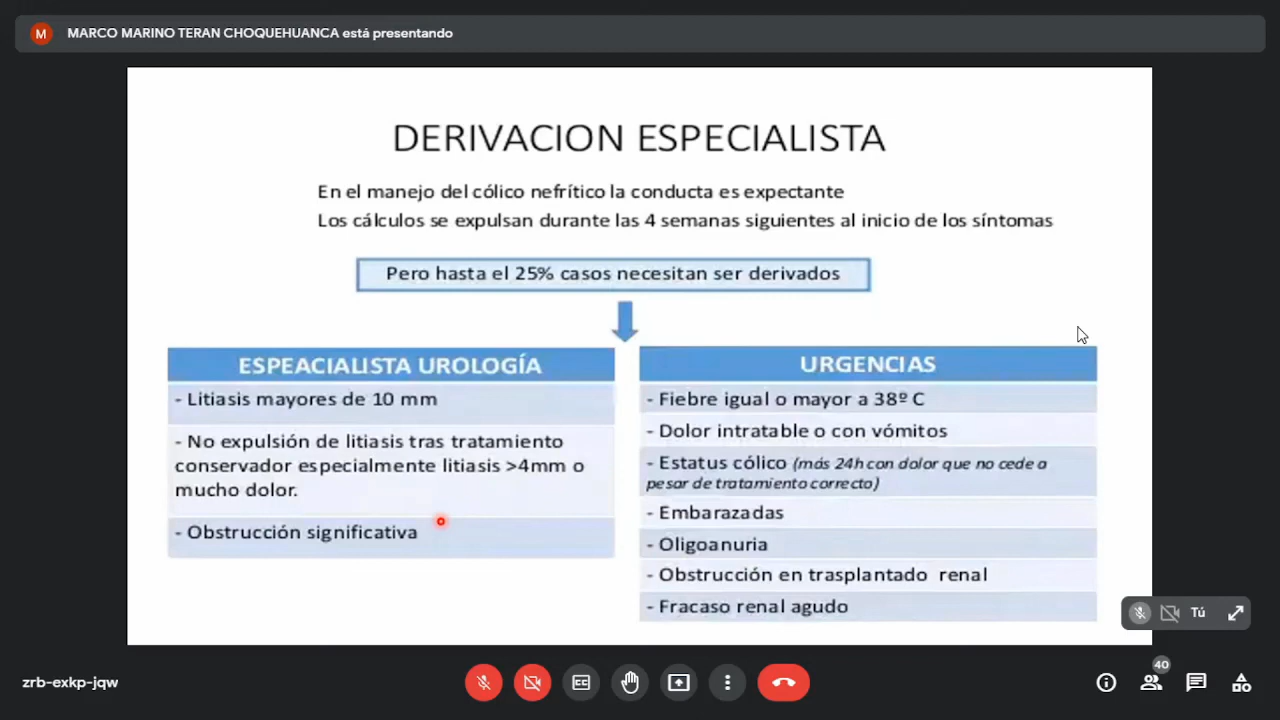 M
MARCO MARINO TERAN CHOQUEHUANCA está presentando
DERIVACION ESPECIALISTA
En el manejo del cólico nefrítico la conducta es expectante
Los cálculos se expulsan durante las 4 semanas siguientes al inicio de los síntomas
Pero hasta el 25% casos necesitan ser derivados
ESPEACIALISTA UROLOGÍA
- Litiasis mayores de 10 mm
- No expulsión de litiasis tras tratamiento
conservador especialmente litiasis >4mm o
mucho dolor.
- Obstrucción significativa
URGENCIAS
- Fiebre igual o mayor a 38º C
- Dolor intratable o con vómitos
- Estatus cólico (más 24h con dolor que no cede a
pesar de tratamiento correcto)
- Embarazadas
- Oligoanuria
- Obstrucción en trasplantado renal
- Fracaso renal agudo
Tú
zrb-exkp-jqw
CC
40